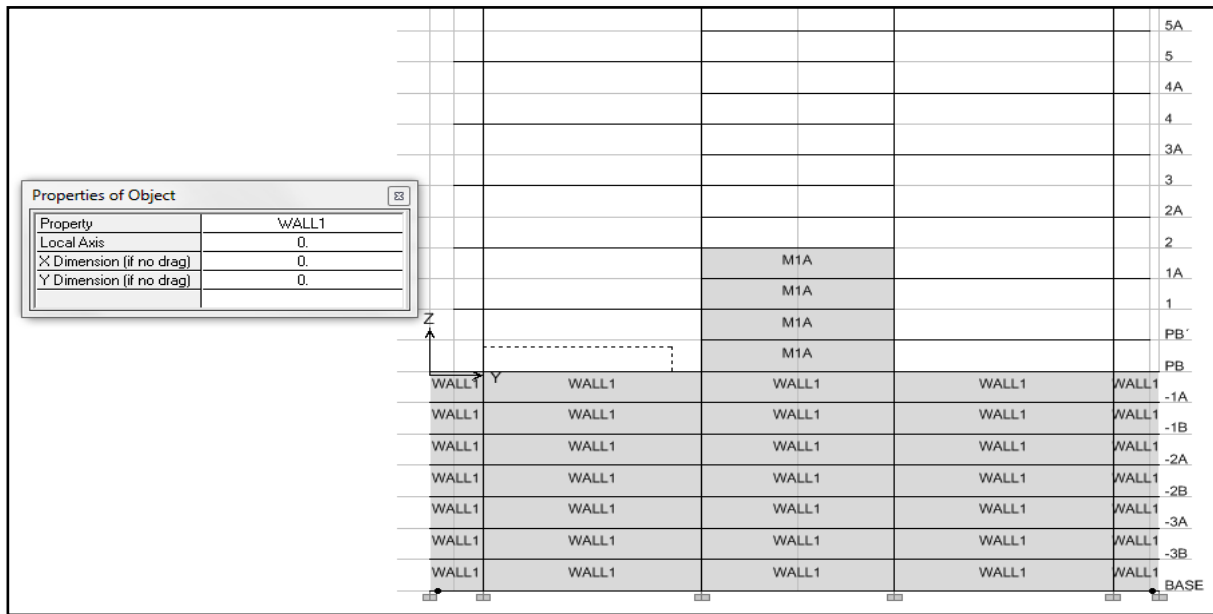 5A
5
4A
4
3A
3
2A
2
1A
1
PB´
PB
-1A
-1B
-2A
-2B
-3A
-3B
BASE
Properties of Object
Property WALL1
Local Axis 0.
X Dimension (if no drag) 0.
Y Dimension (if no drag) 0.
Z
Y
M1A
M1A
M1A
M1A
WALL1 WALL1 WALL1 WALL1 WALL1
WALL1 WALL1 WALL1 WALL1 WALL1
WALL1 WALL1 WALL1 WALL1 WALL1
WALL1 WALL1 WALL1 WALL1 WALL1
WALL1 WALL1 WALL1 WALL1 WALL1
WALL1 WALL1 WALL1 WALL1 WALL1
WALL1 WALL1 WALL1 WALL1 WALL1